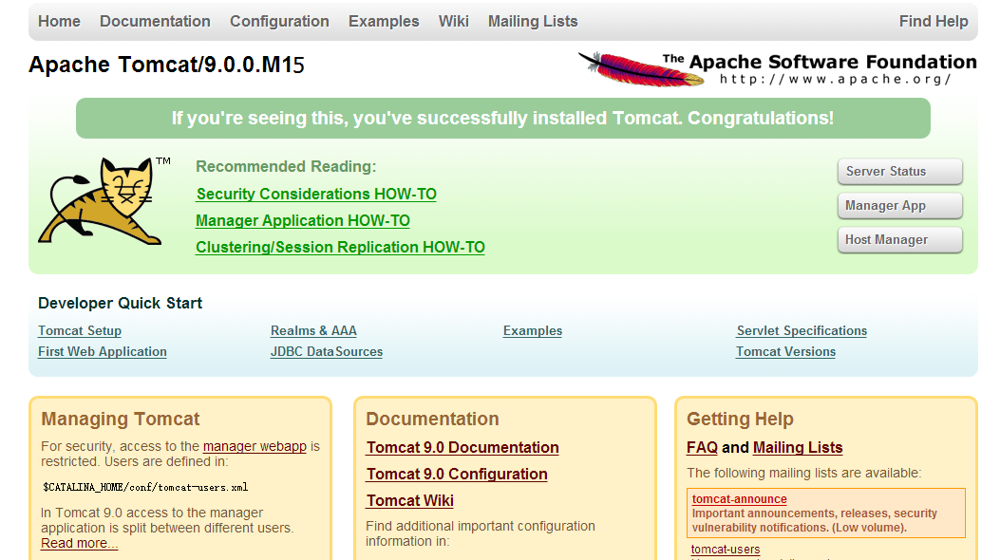 Home Documentation Configuration Examples Wiki Mailing Lists Find Help
Apache Tomcat/9.0.0.M15
The Apache Software Foundation
http://www.apache.org/
If you're seeing this, you've successfully installed Tomcat. Congratulations!
TM
Recommended Reading:
Security Considerations HOW-TO
Manager Application HOW-TO
Clustering/Session Replication HOW-TO
Server Status
Manager App
Host Manager
Developer Quick Start
Tomcat Setup
First Web Application
Realms & AAA
JDBC DataSources
Examples
Servlet Specifications
Tomcat Versions
Managing Tomcat
For security, access to the manager webapp is
restricted. Users are defined in:
$CATALINA_HOME/conf/tomcat-users.xml
In Tomcat 9.0 access to the manager
application is split between different users.
Read more...
Documentation
Tomcat 9.0 Documentation
Tomcat 9.0 Configuration
Tomcat Wiki
Find additional important configuration
information in:
Getting Help
FAQ and Mailing Lists
The following mailing lists are available:
tomcat-announce
Important announcements, releases, security
vulnerability notifications. (Low volume).
tomcat-users